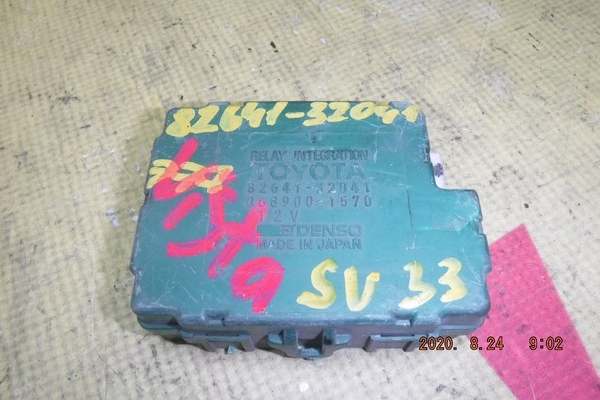 82641-32041
RELAY INTEGRATION
TOYOTA
82641-32041
068900-1570
12V
DENSO
MADE IN JAPAN
SV 33
2020. 8.24 9:02